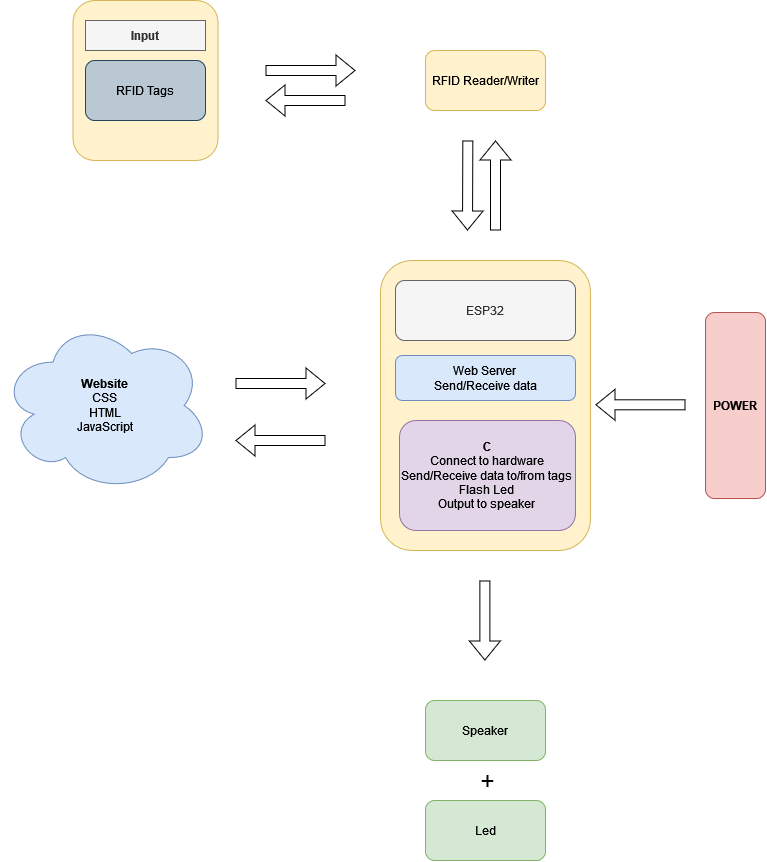 Input
RFID Tags
RFID Reader/Writer
ESP32
Web Server
Send/Receive data
Website
CSS
HTML
JavaScript
POWER
C
Connect to hardware
Send/Receive data to/from tags
Flash Led
Output to speaker
Speaker
+
Led